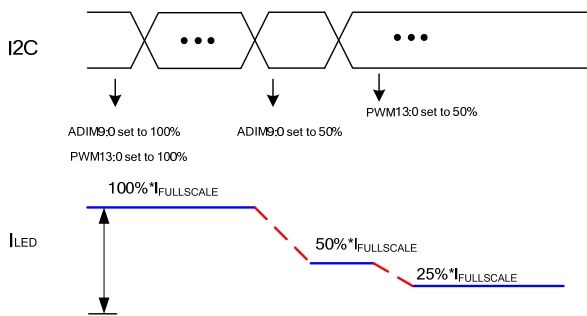 I2C
ADIM9:0 set to 100%
PWM13:0 set to 100%
ADIM9:0 set to 50%
PWM13:0 set to 50%
100%*IFULLSCALE
ILED
50%*IFULLSCALE
25%*IFULLSCALE